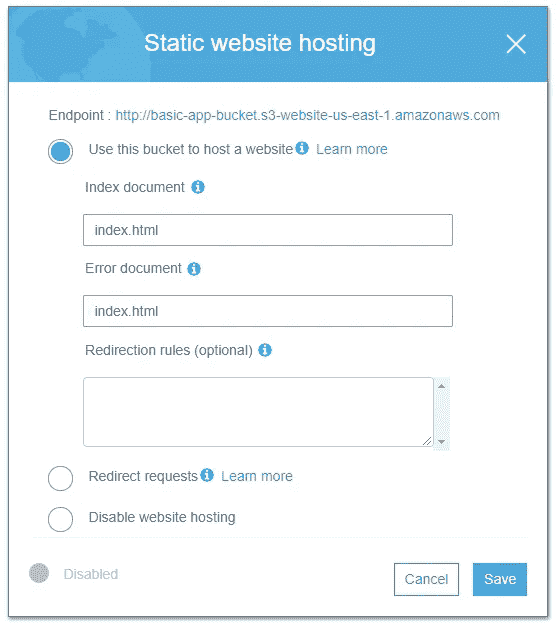 Static website hosting
Endpoint : http://basic-app-bucket.s3-website-us-east-1.amazonaws.com
Use this bucket to host a website Learn more
Index document
index.html
Error document
index.html
Redirection rules (optional)
Redirect requests Learn more
Disable website hosting
Disabled Cancel Save